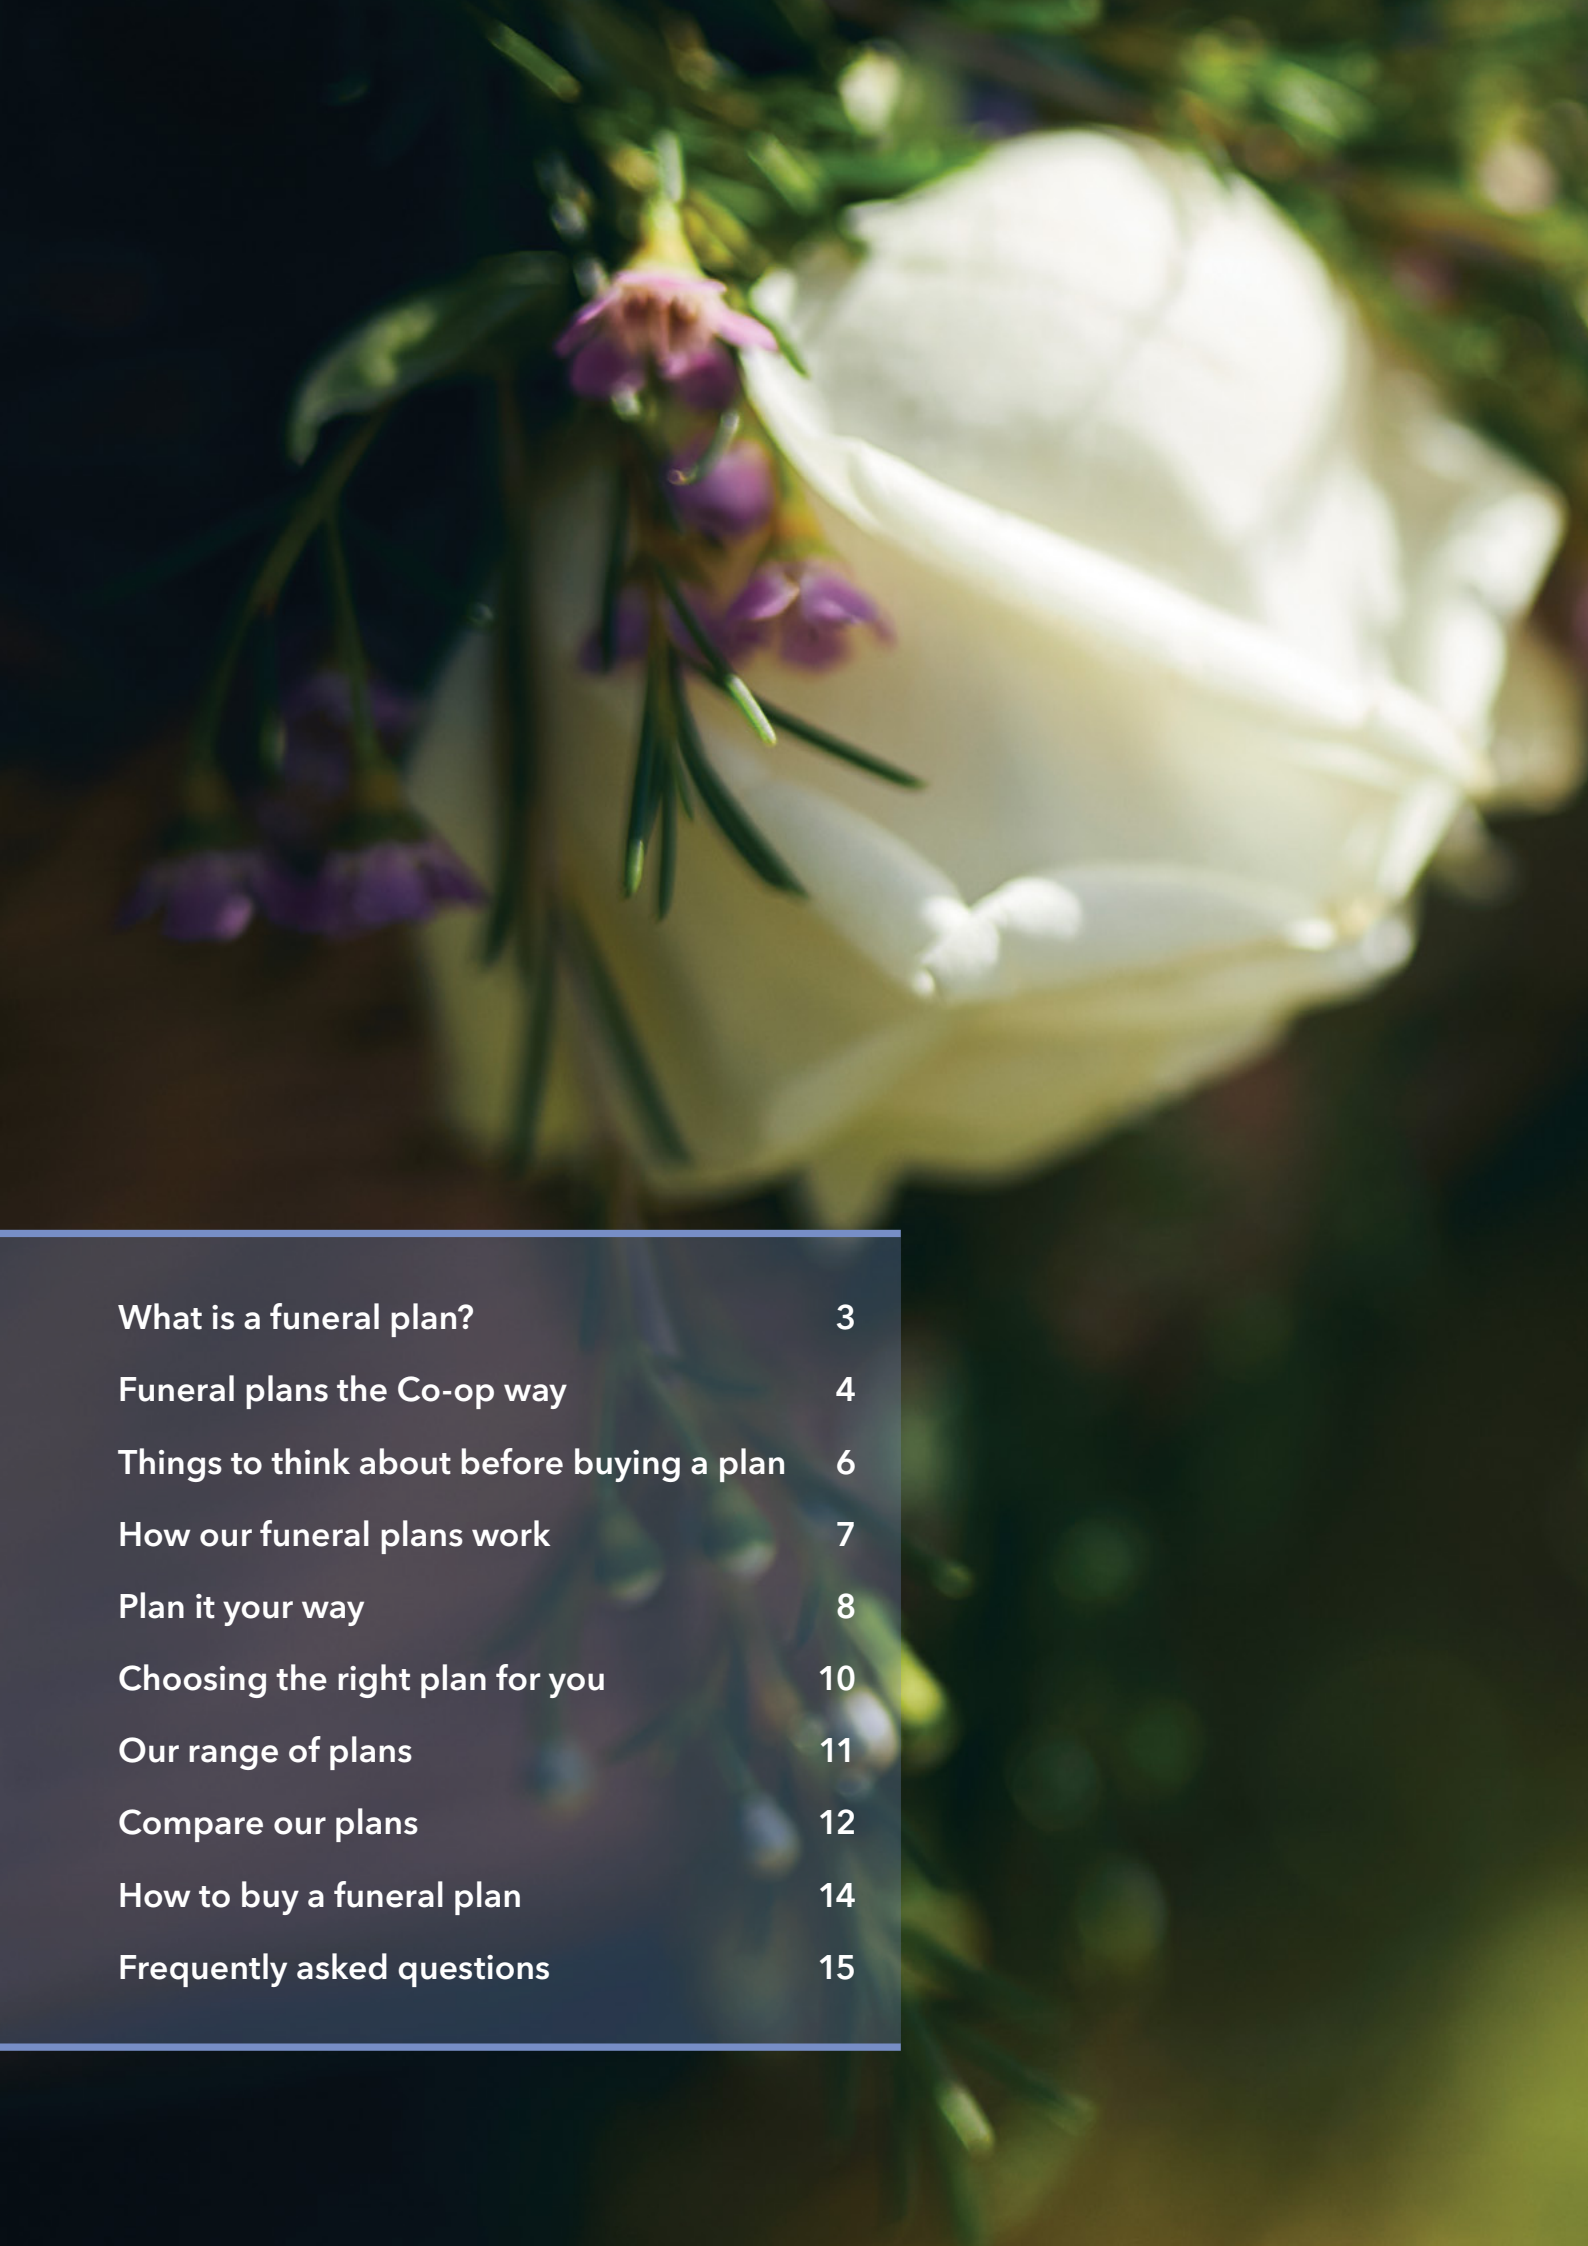 What is a funeral plan? 3
Funeral plans the Co-op way 4
Things to think about before buying a plan 6
How our funeral plans work 7
Plan it your way 8
Choosing the right plan for you 10
Our range of plans 11
Compare our plans 12
How to buy a funeral plan 14
Frequently asked questions 15